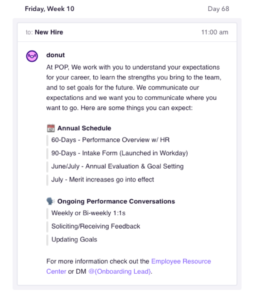 Friday, Week 10 Day 68
to: New Hire 11:00 am
donut
At POP, We work with you to understand your expectations
for your career, to learn the strengths you bring to the team,
and to set goals for the future. We communicate our
expectations and we want you to communicate where you
want to go. Here are some things you can expect:
Annual Schedule
60-Days - Performance Overview w/ HR
90-Days - Intake Form (Launched in Workday)
June/July - Annual Evaluation & Goal Setting
July - Merit increases go into effect
Ongoing Performance Conversations
Weekly or Bi-weekly 1:1s
Soliciting/Receiving Feedback
Updating Goals
For more information check out the Employee Resource
Center or DM @(Onboarding Lead).